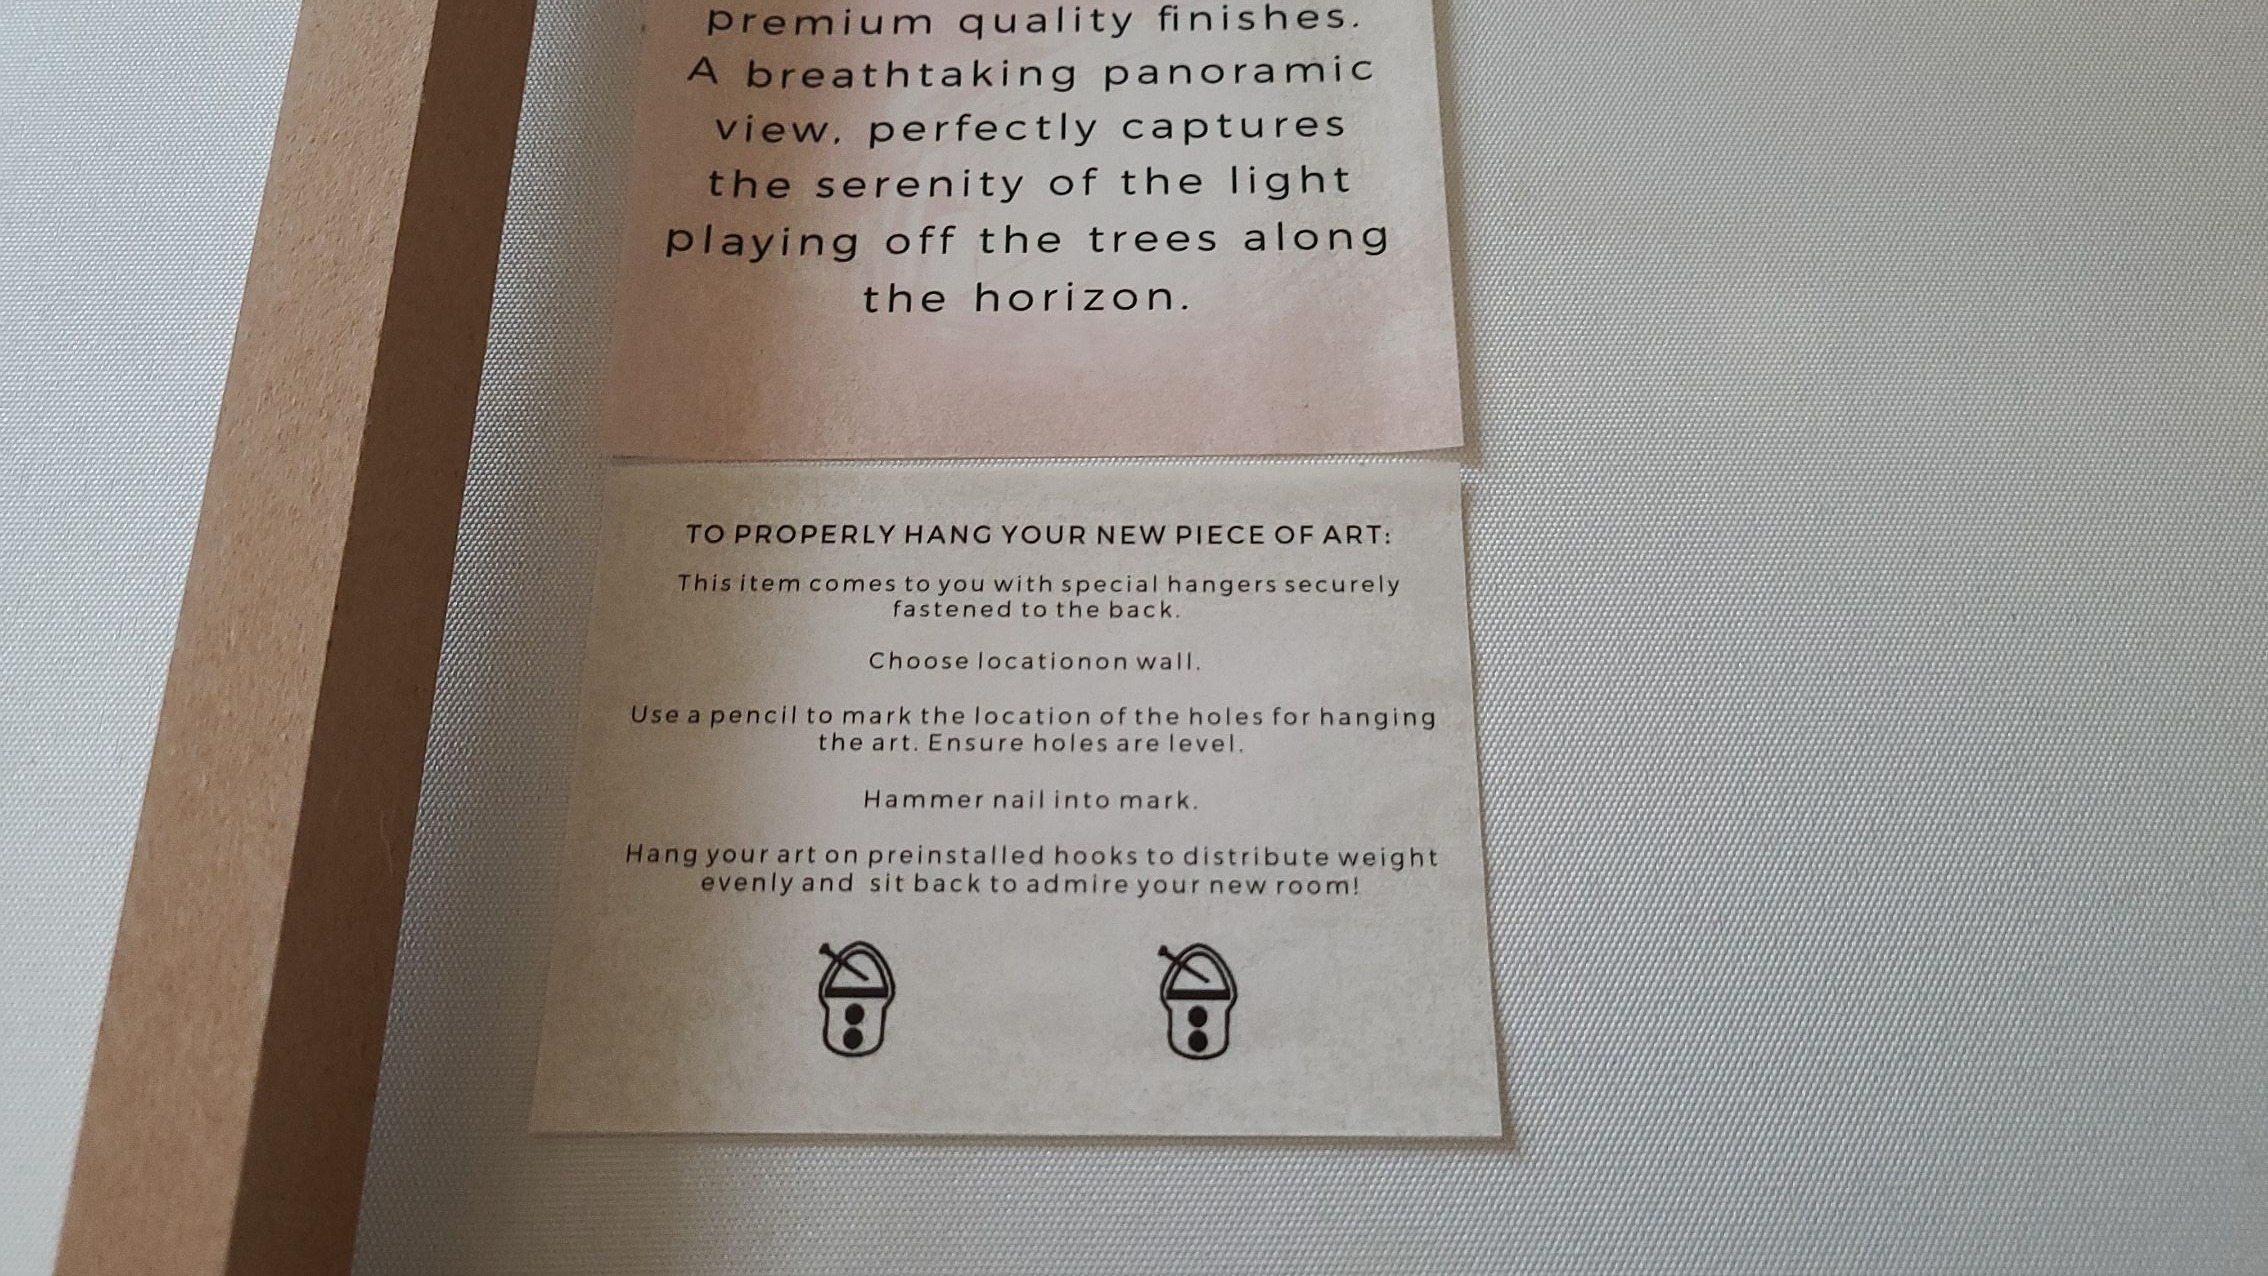 premium quality finishes.
A breathtaking panoramic
view, perfectly captures
the serenity of the light
playing off the trees along
the horizon.
TO PROPERLY HANG YOUR NEW PIECE OF ART:
This item comes to you with special hangers securely
fastened to the back.
Choose locationon wall.
Use a pencil to mark the location of the holes for hanging
the art. Ensure holes are level.
Hammer nail into mark.
Hang your art on preinstalled hooks to distribute weight
evenly and sit back to admire your new room!